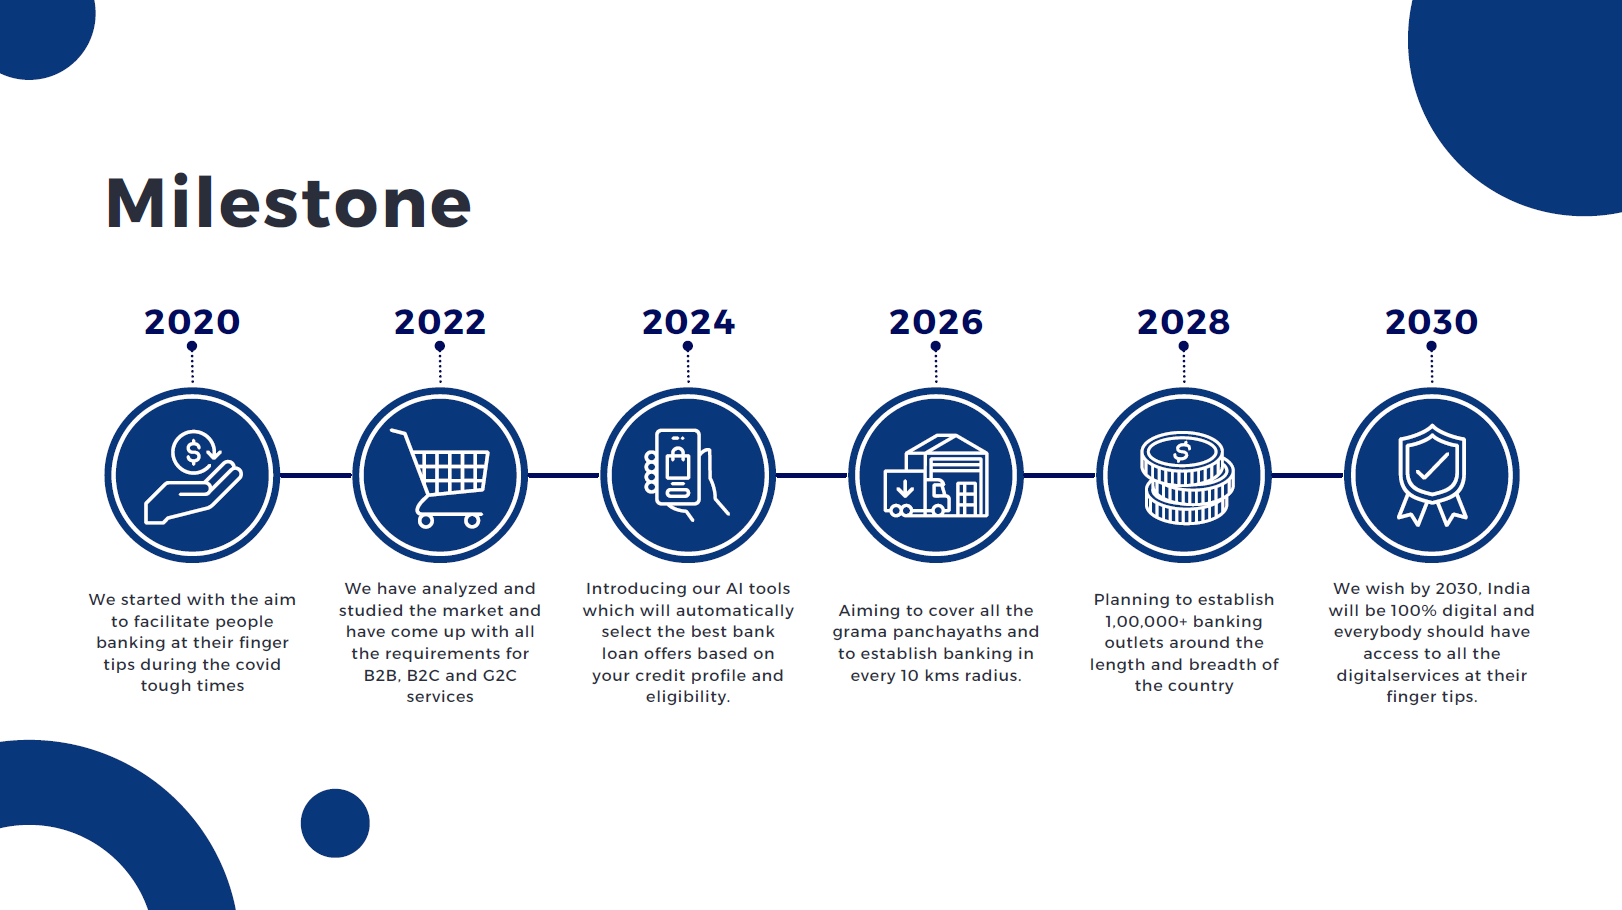 Milestone
2020
We started with the aim
to facilitate people
banking at their finger
tips during the covid
tough times
2022
We have analyzed and
studied the market and
have come up with all
the requirements for
B2B, B2C and G2C
services
2024
Introducing our AI tools
which will automatically
select the best bank
loan offers based on
your credit profile and
eligibility.
2026
Aiming to cover all the
grama panchayaths and
to establish banking in
every 10 kms radius.
2028
Planning to establish
1,00,000+ banking
outlets around the
length and breadth of
the country
2030
We wish by 2030, India
will be 100% digital and
everybody should have
access to all the
digitalservices at their
finger tips.